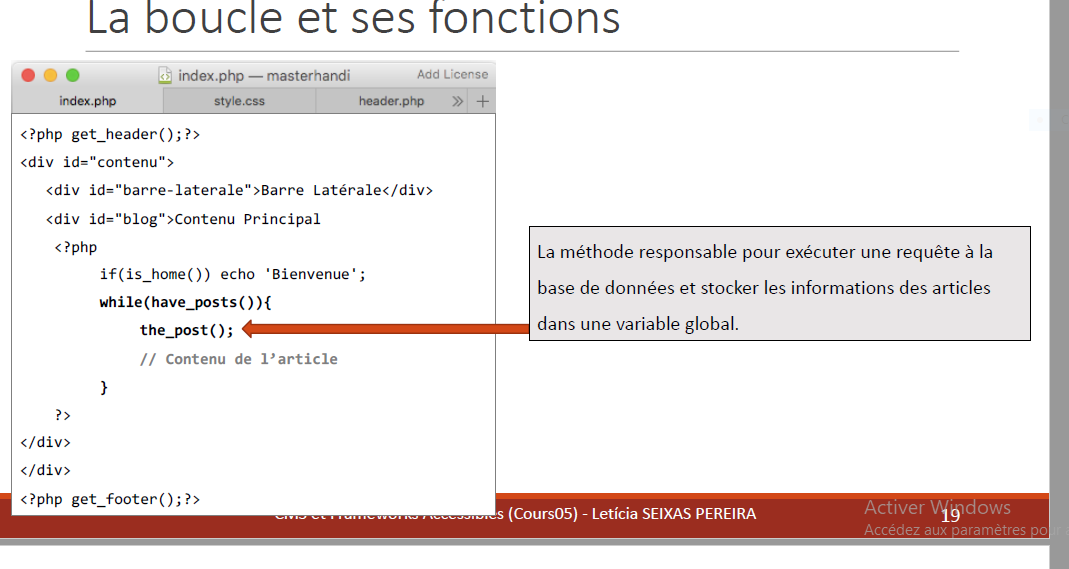 La boucle et ses fonctions
index.php — masterhandi
Add License
index.php
style.css
header.php
<?php get_header();?>
<div id="contenu">
<div id="barre-laterale">Barre Latérale</div>
<div id="blog">Contenu Principal
<?php
if(is_home()) echo 'Bienvenue';
while(have_posts()){
the_post();
// Contenu de l’article
}
?>
</div>
</div>
<?php get_footer();?>
La méthode responsable pour exécuter une requête à la
base de données et stocker les informations des articles
dans une variable global.
CMS et Frameworks Accessibles (Cours05) - Letícia SEIXAS PEREIRA
19
Activer Windows
Accédez aux paramètres pour